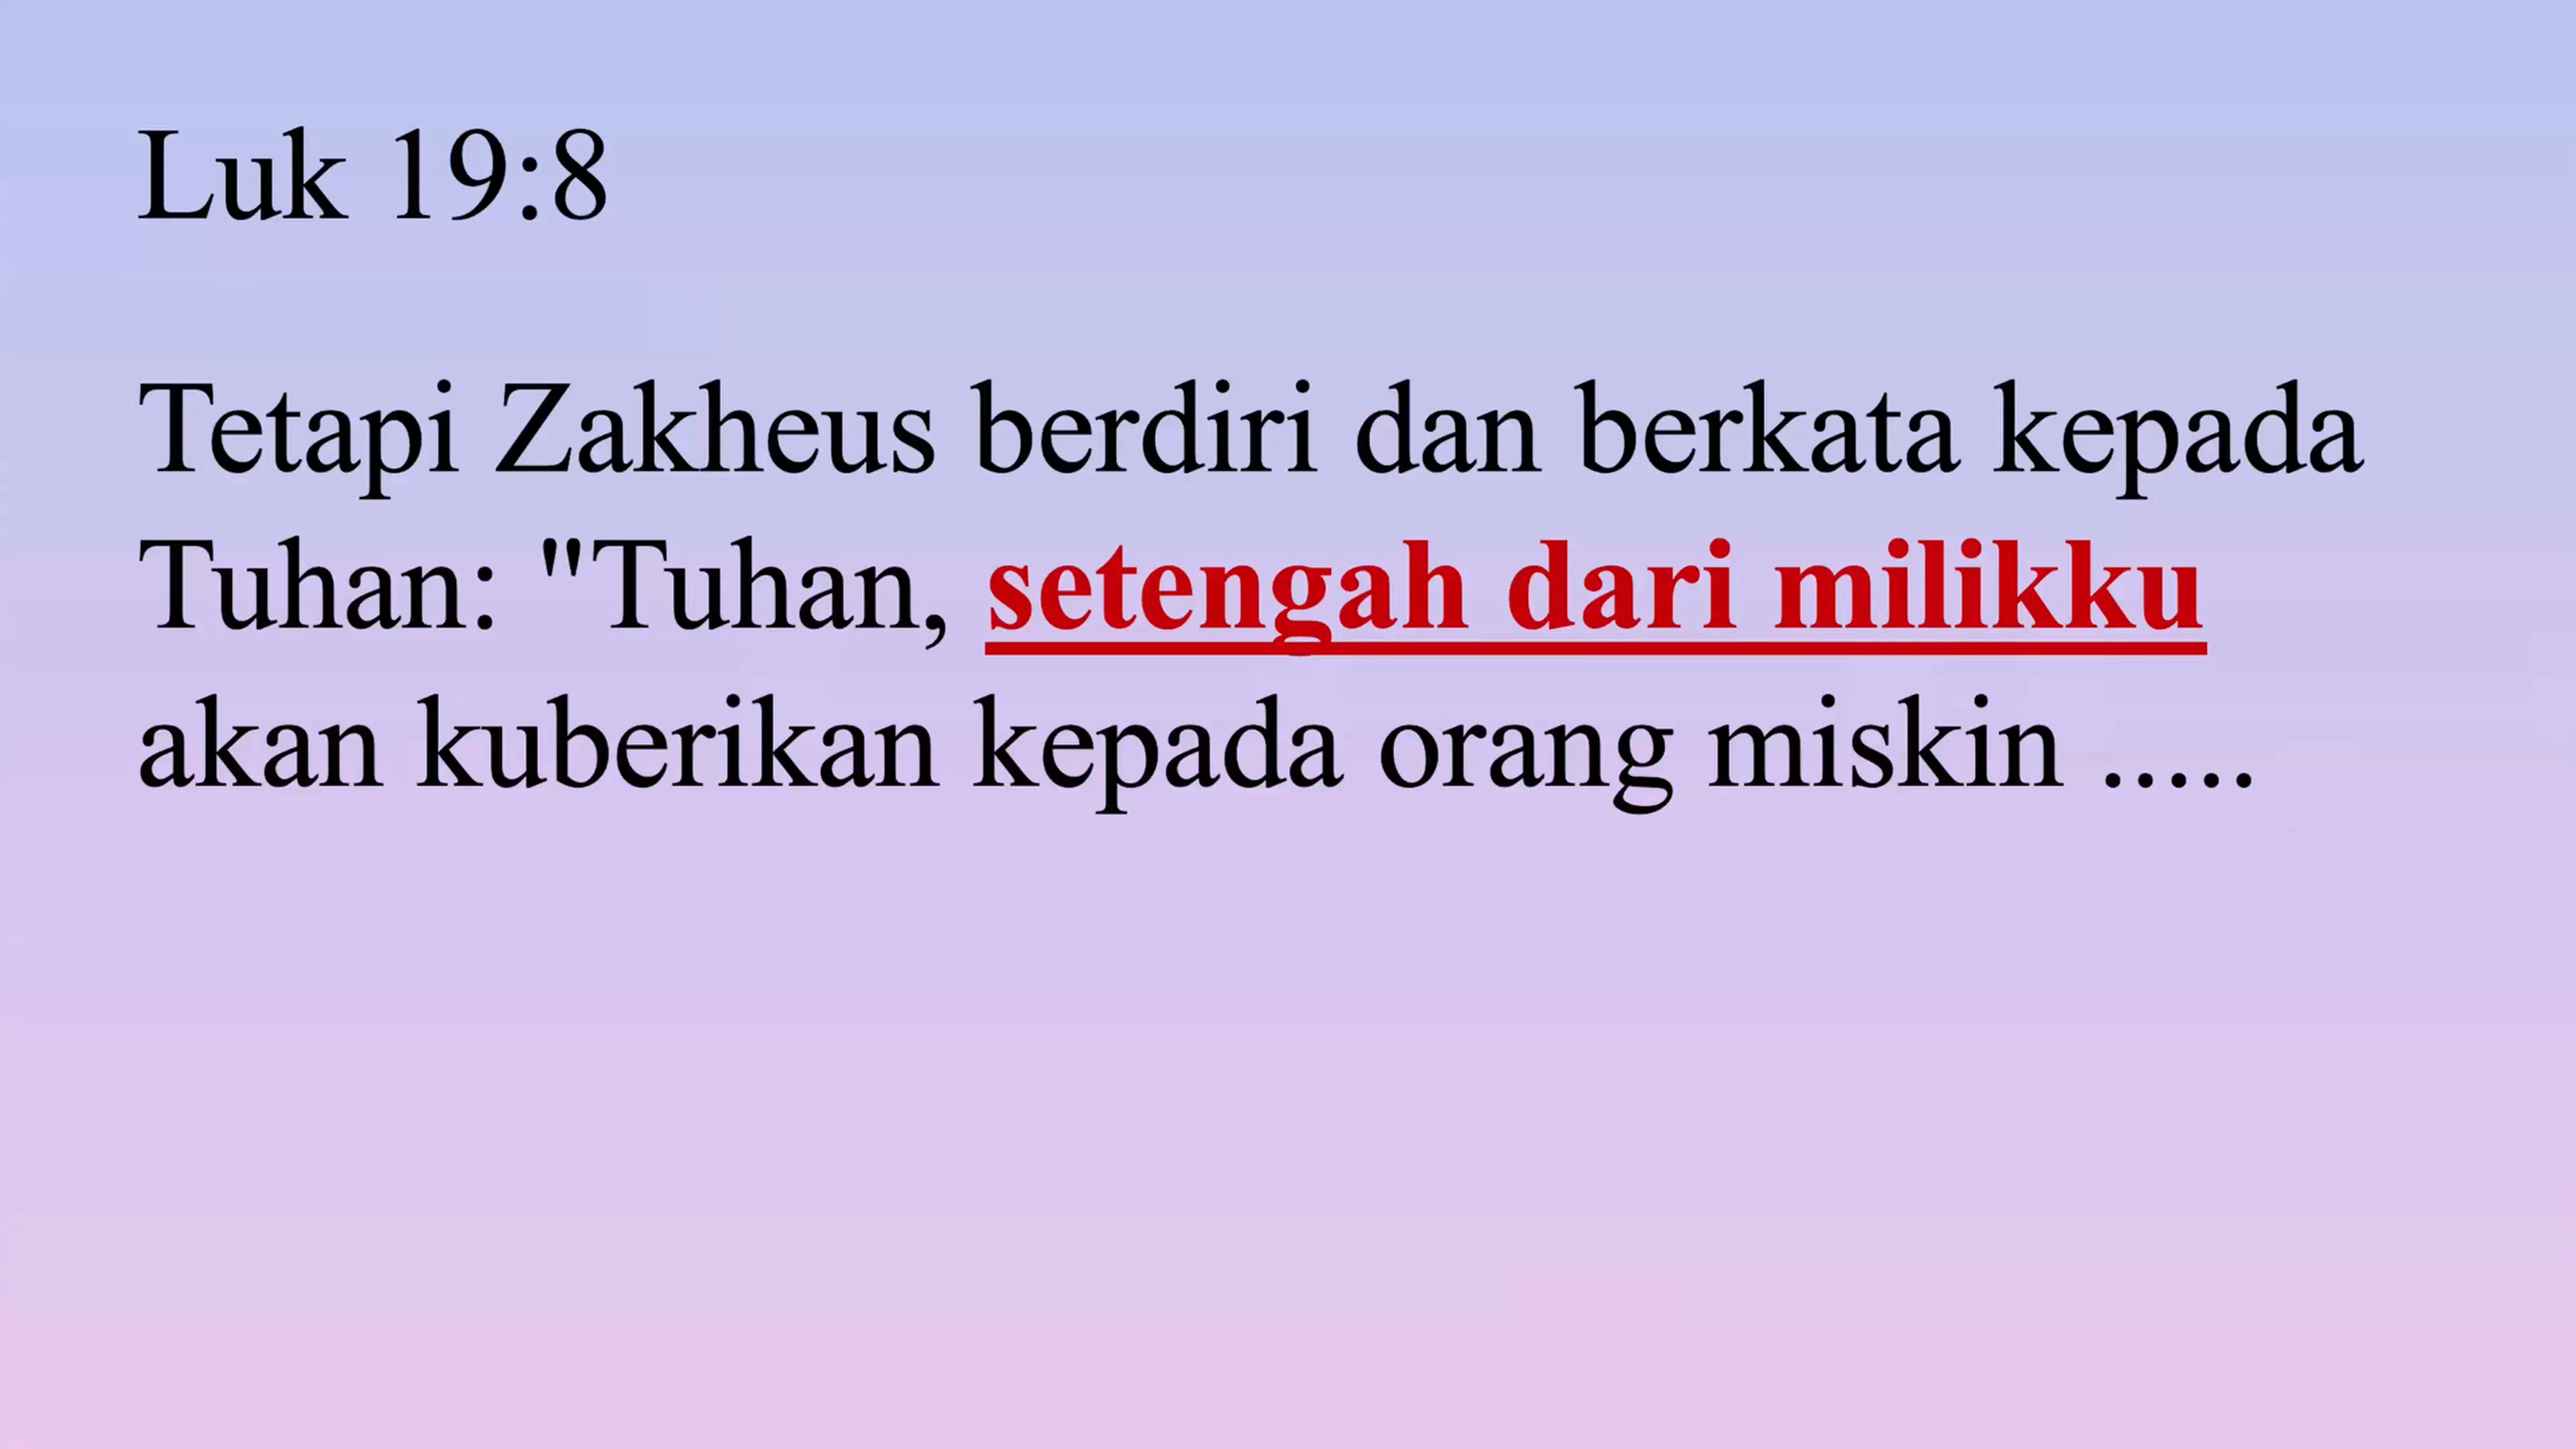 Luk 19:8
Tetapi Zakheus berdiri dan berkata kepada
Tuhan: "Tuhan, setengah dari milikku
akan kuberikan kepada orang miskin .....